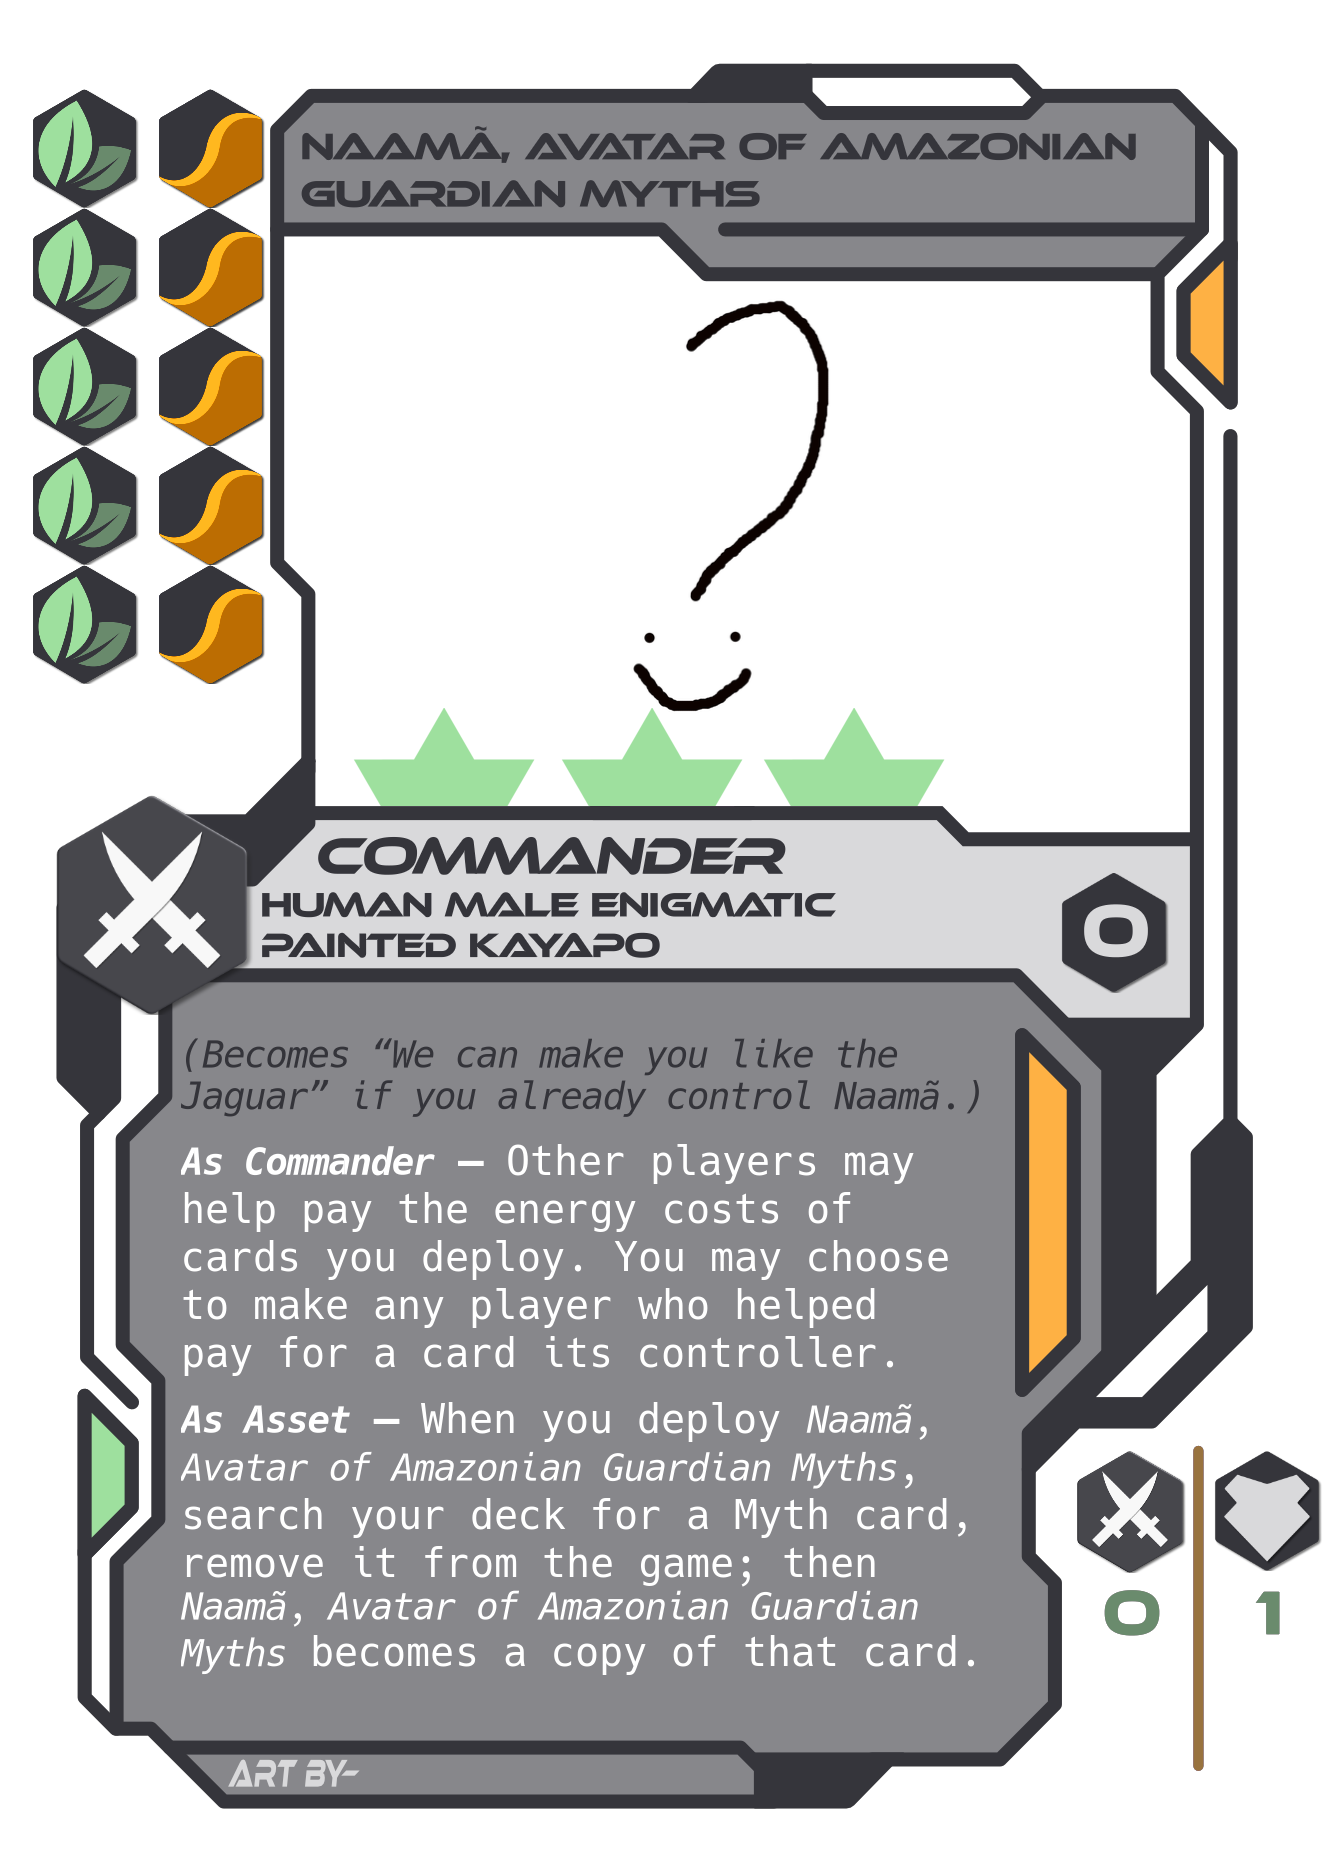 NAAMÃ, AVATAR OF AMAZONIAN
GUARDIAN MYTHS
COMMANDER
HUMAN MALE ENIGMATIC
PAINTED KAYAPO
0
(Becomes “We can make you like the
Jaguar” if you already control Naamã.)
As Commander – Other players may
help pay the energy costs of
cards you deploy. You may choose
to make any player who helped
pay for a card its controller.
As Asset – When you deploy Naamã,
Avatar of Amazonian Guardian Myths,
search your deck for a Myth card,
remove it from the game; then
Naamã, Avatar of Amazonian Guardian
Myths becomes a copy of that card.
0
1
ART BY-